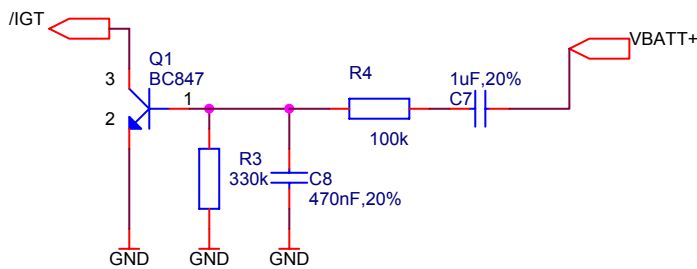 /IGT
VBATT+
Q1
BC847
3
2
1
R4
100k
1uF,20%
C7
R3
330k
C8
470nF,20%
GND
GND
GND